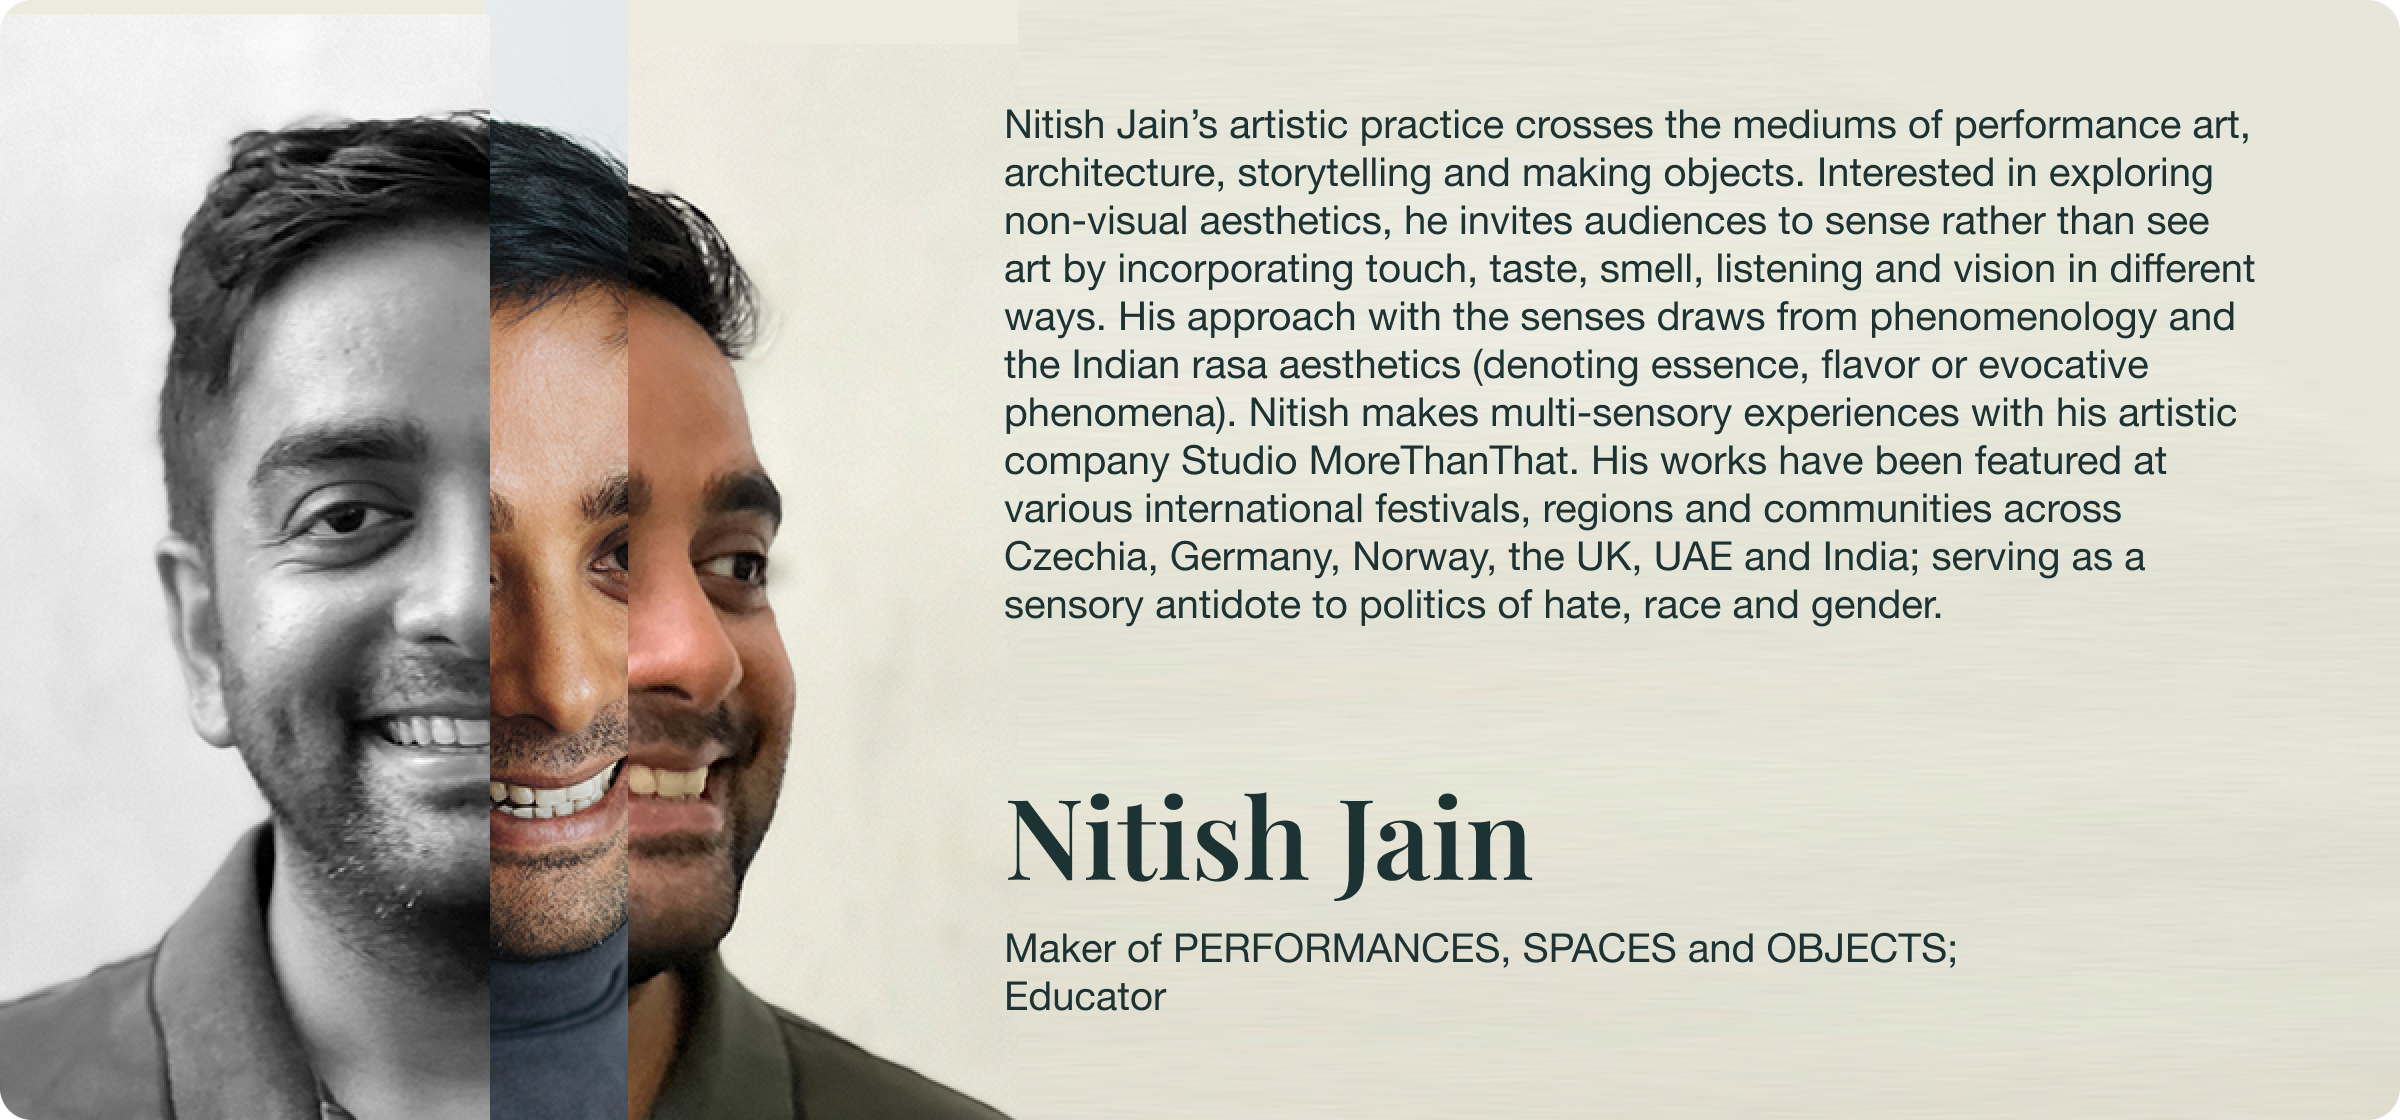 Nitish Jain’s artistic practice crosses the mediums of performance art,
architecture, storytelling and making objects. Interested in exploring
non-visual aesthetics, he invites audiences to sense rather than see
art by incorporating touch, taste, smell, listening and vision in different
ways. His approach with the senses draws from phenomenology and
the Indian rasa aesthetics (denoting essence, flavor or evocative
phenomena). Nitish makes multi-sensory experiences with his artistic
company Studio MoreThanThat. His works have been featured at
various international festivals, regions and communities across
Czechia, Germany, Norway, the UK, UAE and India; serving as a
sensory antidote to politics of hate, race and gender.
Nitish Jain
Maker of PERFORMANCES, SPACES and OBJECTS;
Educator